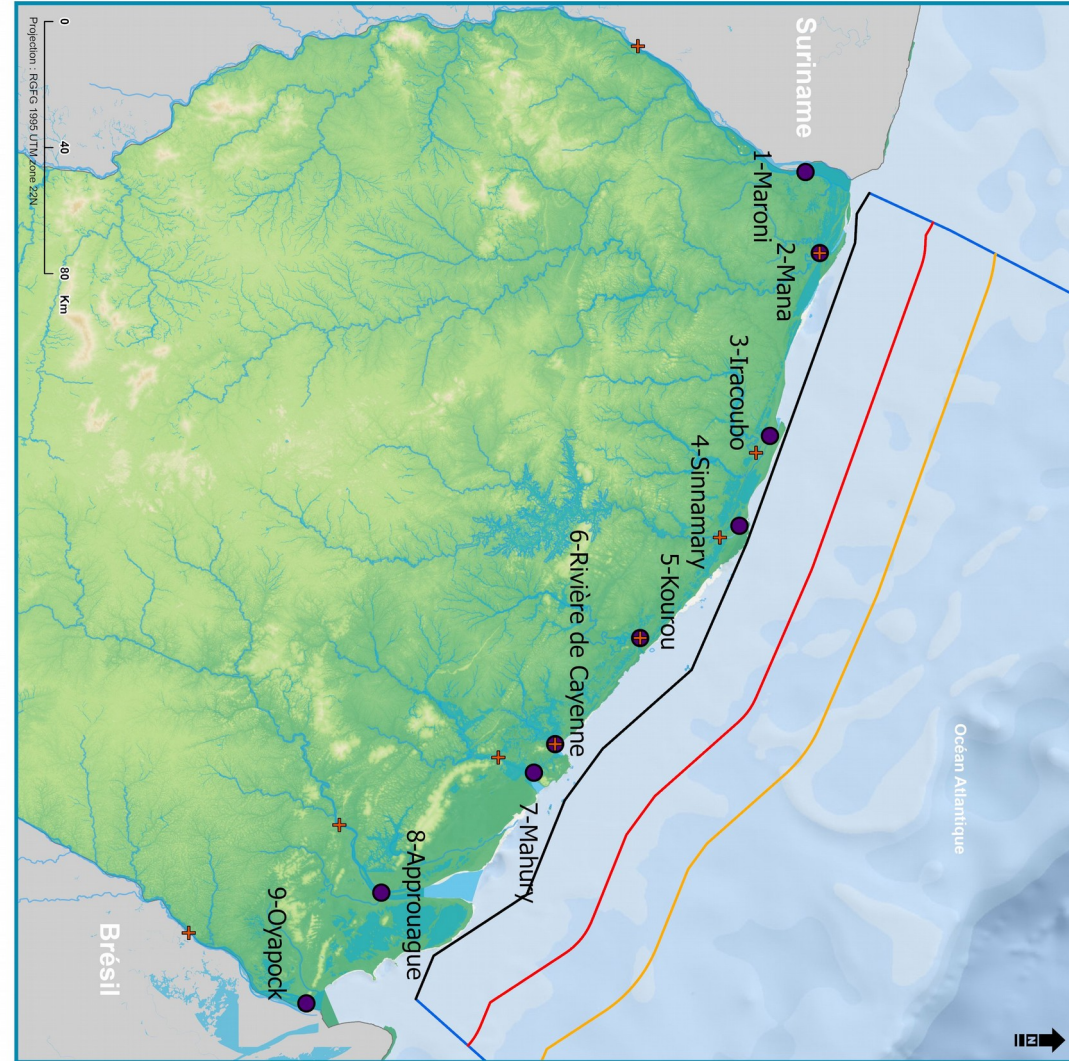 Suriname
1-Maroni
2-Mana
3-Iracoubo
4-Sinnamary
5-Kourou
6-Rivière de Cayenne
7-Mahury
8-Approuague
9-Oyapock
Océan Atlantique
Brésil
0 40 80 Km
Projection : RGFG 1995 UTM zone 22N
N